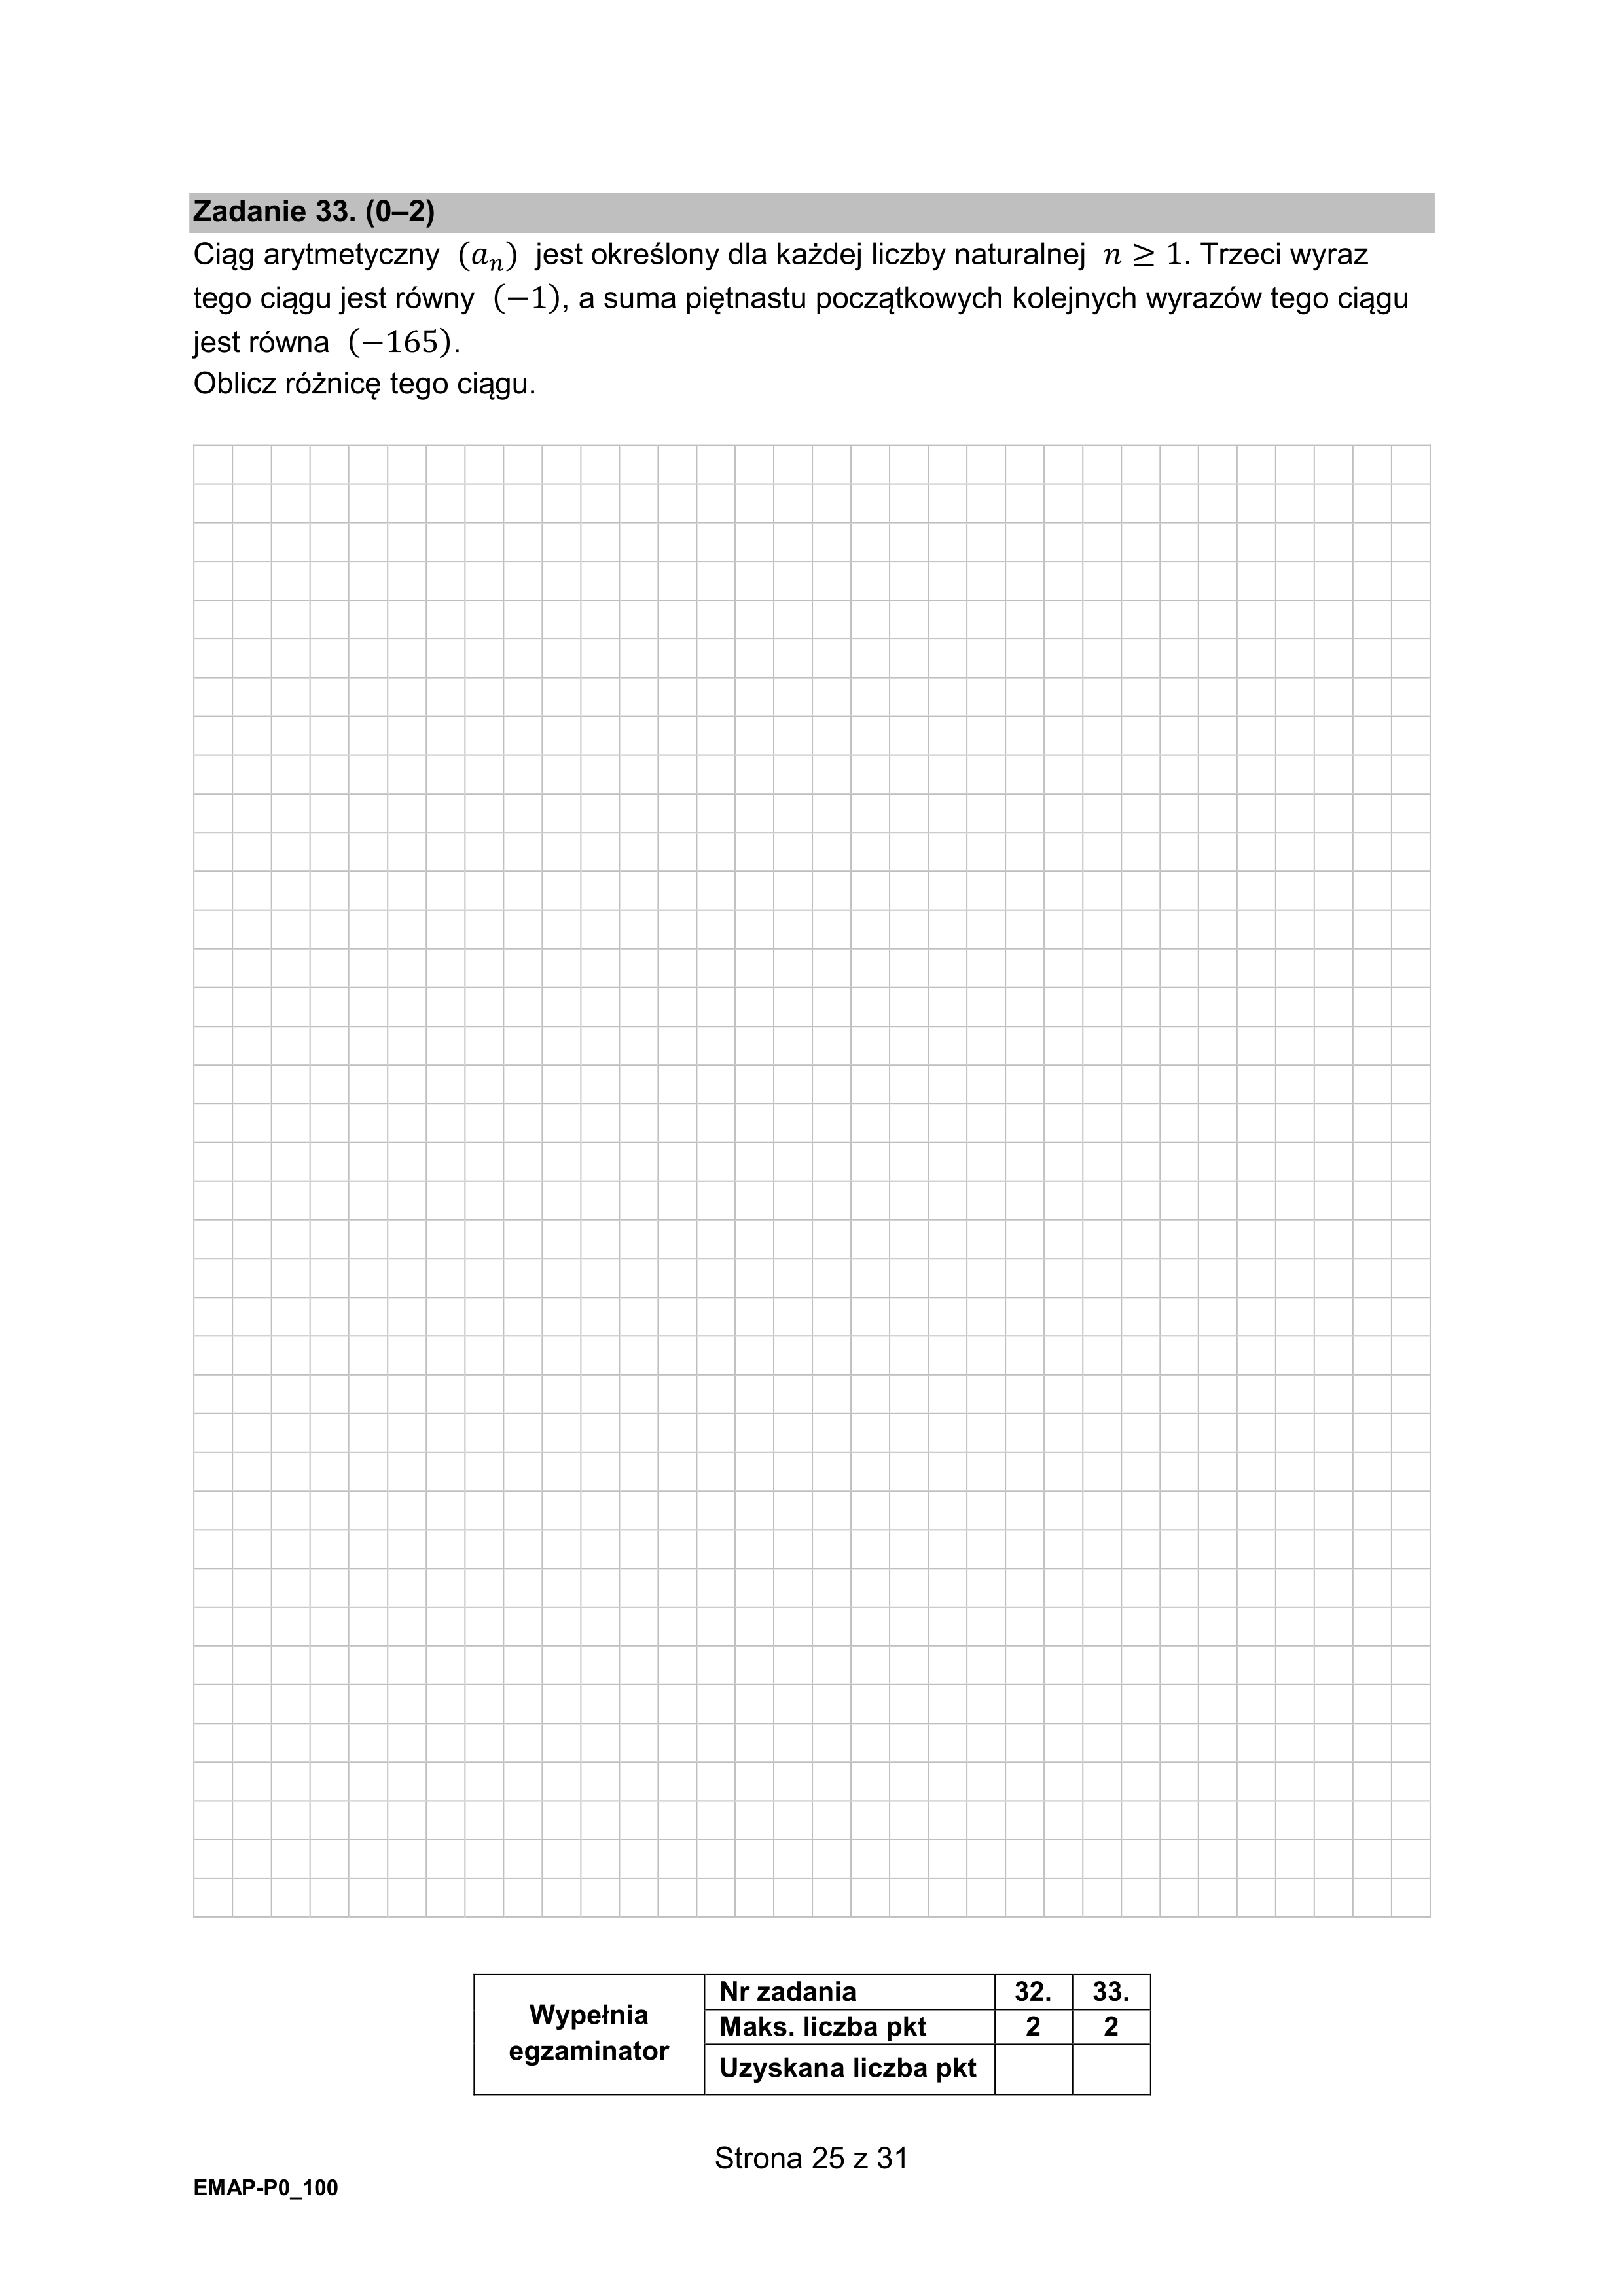 Zadanie 33. (0–2)
Ciąg arytmetyczny (aₙ) jest określony dla każdej liczby naturalnej n ≥ 1. Trzeci wyraz
tego ciągu jest równy (−1), a suma piętnastu początkowych kolejnych wyrazów tego ciągu
jest równa (−165).
Oblicz różnicę tego ciągu.
Wypełnia
egzaminator
Nr zadania 32. 33.
Maks. liczba pkt 2 2
Uzyskana liczba pkt
Strona 25 z 31
EMAP-P0_100